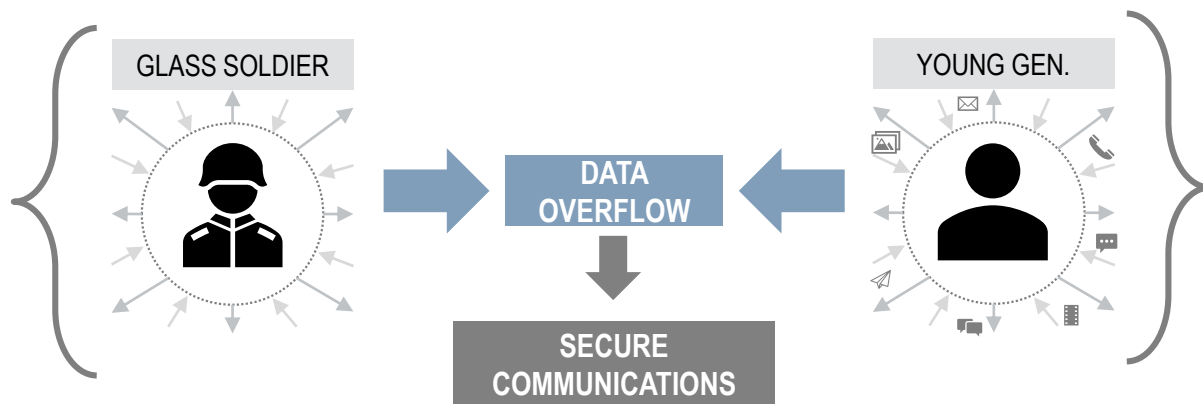 GLASS SOLDIER
YOUNG GEN.
DATA
OVERFLOW
SECURE
COMMUNICATIONS